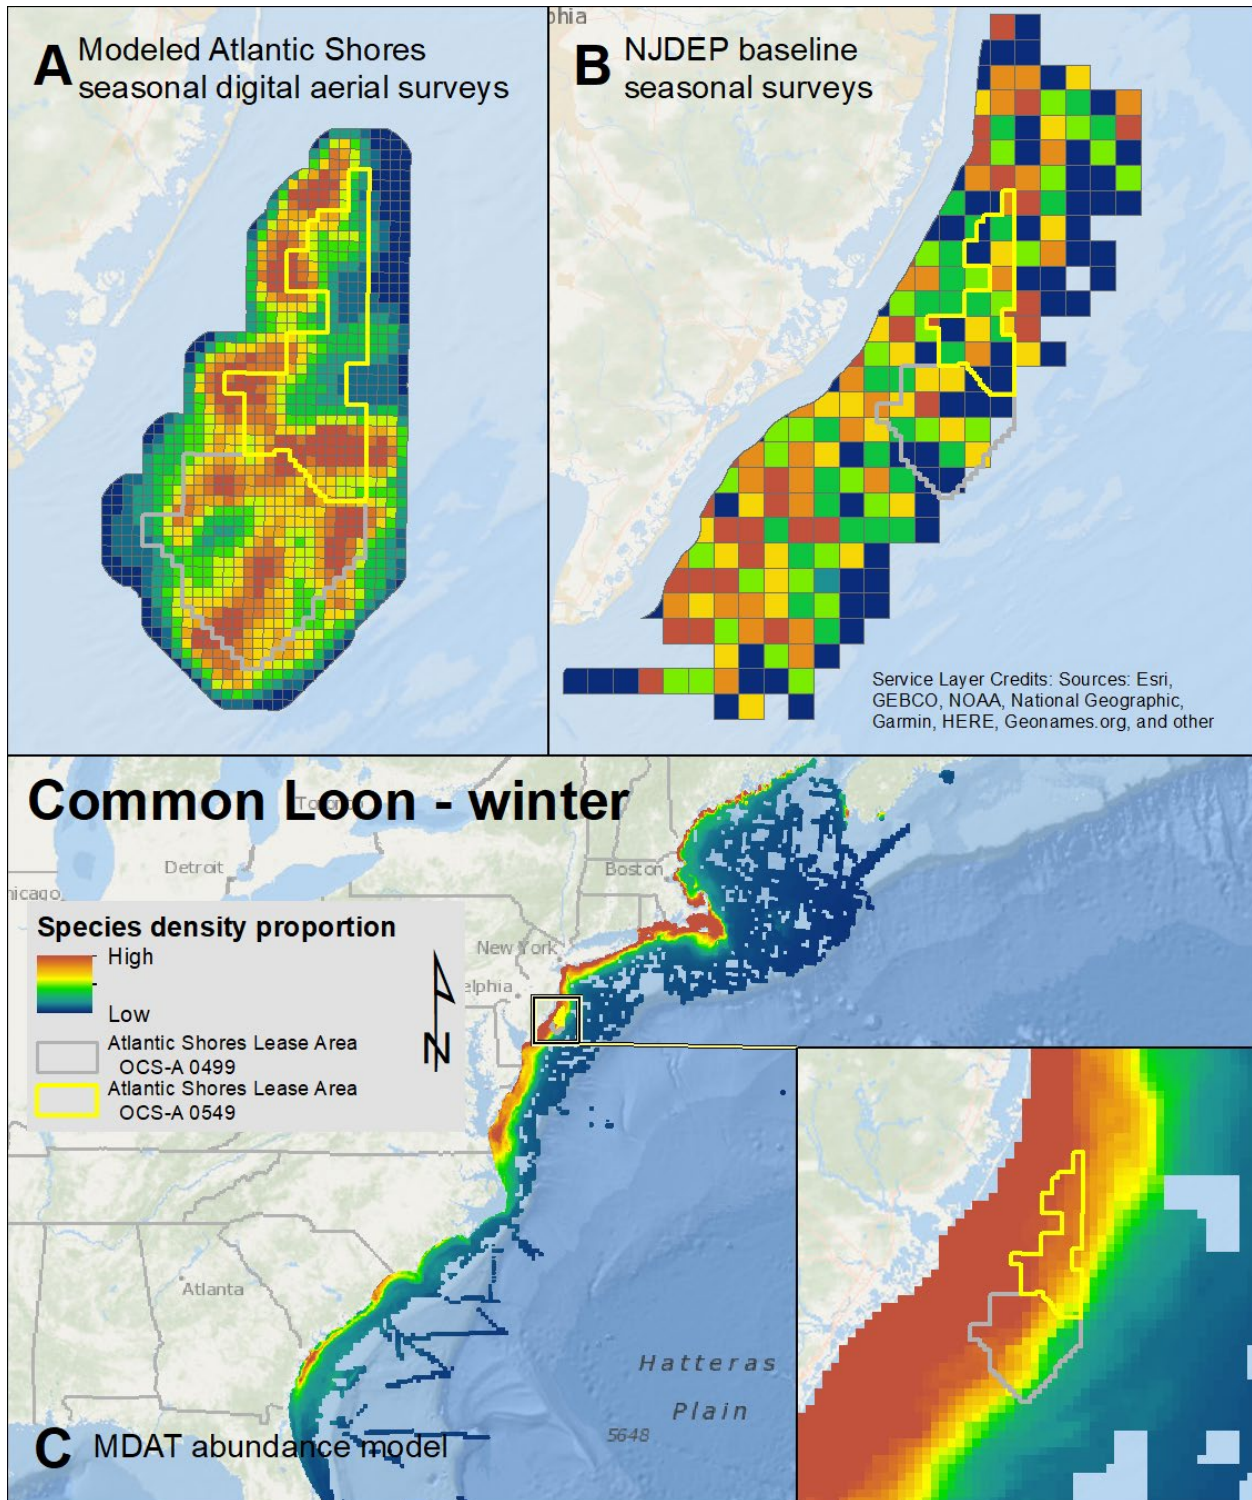 A Modeled Atlantic Shores
seasonal digital aerial surveys
phia
B NJDEP baseline
seasonal surveys
Service Layer Credits: Sources: Esri,
GEBCO, NOAA, National Geographic,
Garmin, HERE, Geonames.org, and other
Common Loon - winter
Detroit
Boston
hicago
Species density proportion
High
Low
New York
elphia
N
Atlantic Shores Lease Area
OCS-A 0499
Atlantic Shores Lease Area
OCS-A 0549
Atlanta
Hatteras
Plain
5648
C MDAT abundance model